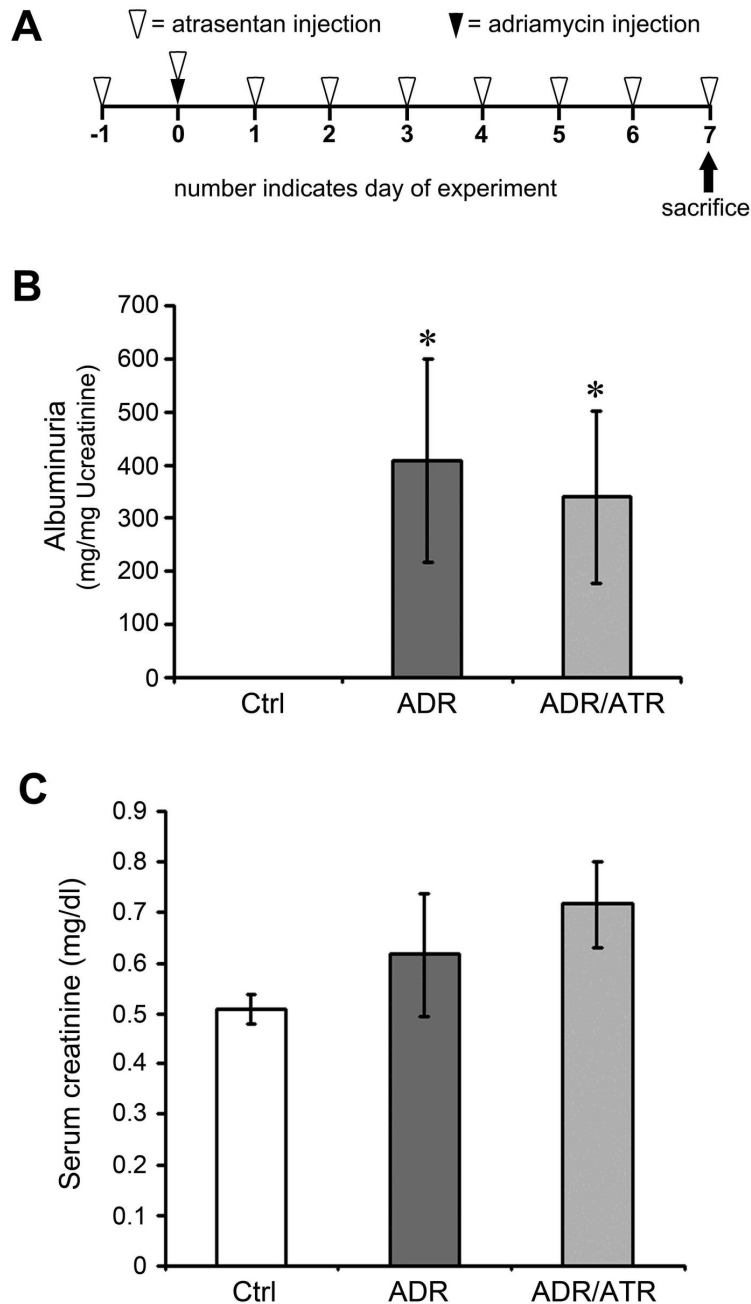 A
= atrasentan injection = adriamycin injection
-1 0 1 2 3 4 5 6 7
number indicates day of experiment
sacrifice
B
Albuminuria
(mg/mg Ucreatinine)
700
600
500
400
300
200
100
0
*
*
Ctrl ADR ADR/ATR
C
Serum creatinine (mg/dl)
0.9
0.8
0.7
0.6
0.5
0.4
0.3
0.2
0.1
0
Ctrl ADR ADR/ATR